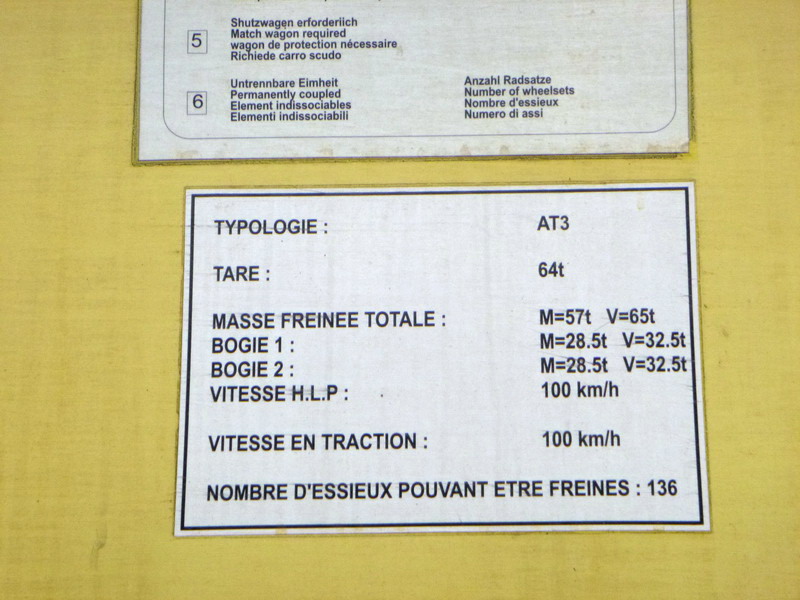 5
Shutzwagen erforderiich
Match wagon required
wagon de protection nécessaire
Richiede carro scudo
6
Untrennbare Eimheit
Permanently coupled
Element indissociables
Elementi indissociabili
Anzahl Radsatze
Number of wheelsets
Nombre d'essieux
Numero di assi
TYPOLOGIE : AT3
TARE : 64t
MASSE FREINEE TOTALE : M=57t V=65t
BOGIE 1 : M=28.5t V=32.5t
BOGIE 2 : M=28.5t V=32.5t
VITESSE H.L.P : 100 km/h
VITESSE EN TRACTION : 100 km/h
NOMBRE D'ESSIEUX POUVANT ETRE FREINES : 136